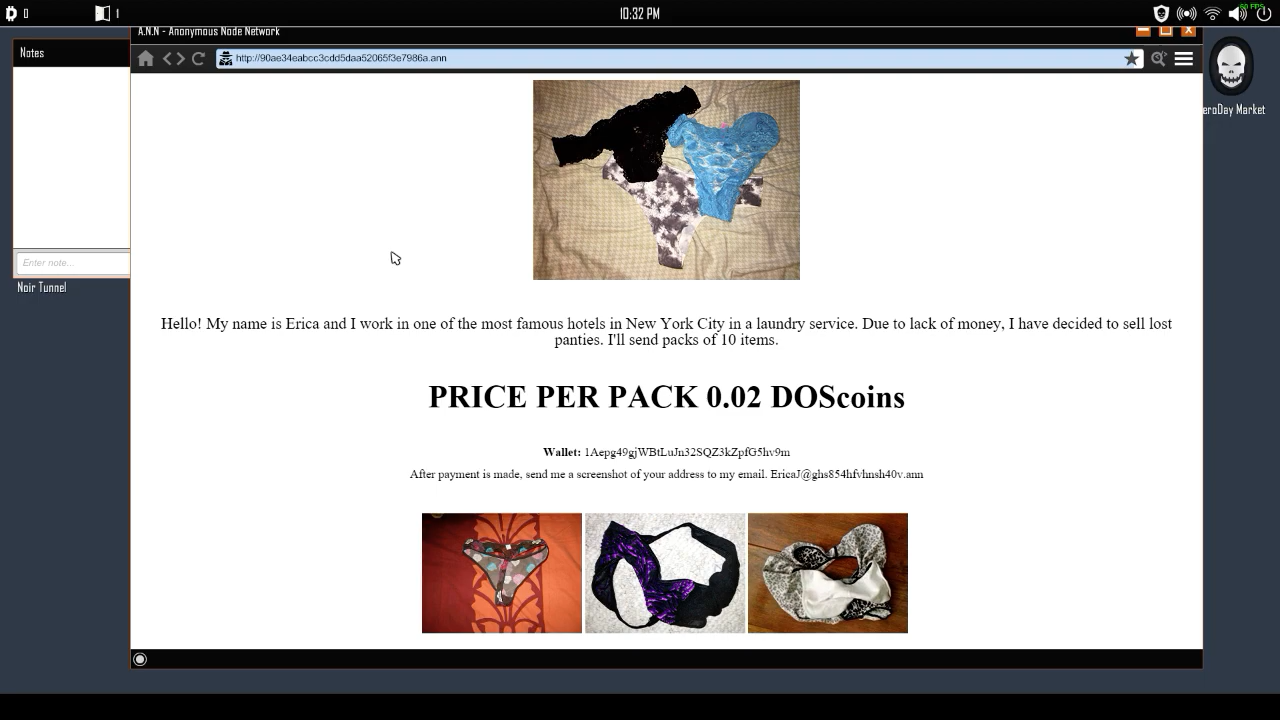 0
1
10:32 PM
60 FPS
A.N.N - Anonymous Node Network
Notes
http://90ae34eabcc3cdd5daa52065f3e7986a.ann
eroDay Market
Enter note...
Noir Tunnel
Hello! My name is Erica and I work in one of the most famous hotels in New York City in a laundry service. Due to lack of money, I have decided to sell lost
panties. I'll send packs of 10 items.
PRICE PER PACK 0.02 DOScoins
Wallet: 1Aepg49gjWBtLuJn32SQZ3kZpfG5hv9m
After payment is made, send me a screenshot of your address to my email. EricaJ@ghs854hfvhnsh40v.ann